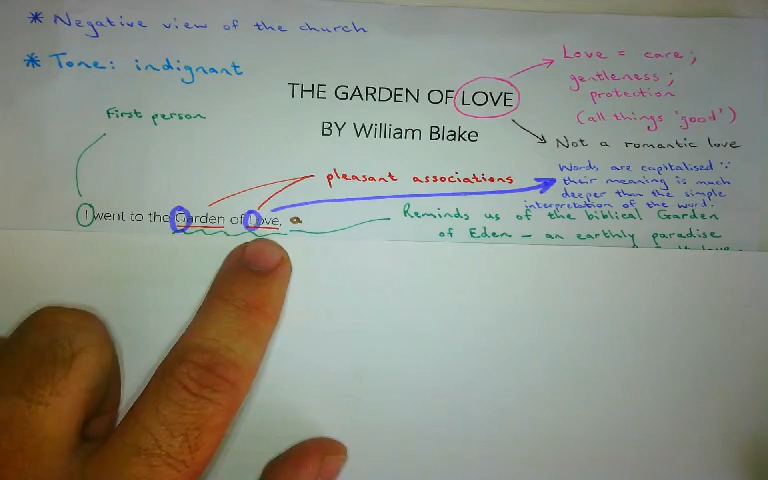 * Negative view of the church
* Tone: indignant
THE GARDEN OF LOVE
BY William Blake
Love = care;
gentleness;
protection
(all things 'good')
Not a romantic love
First person
pleasant associations
Words are capitalised ∵
their meaning is much
deeper than the simple
interpretation of the word!
I went to the Garden of Love, a
Reminds us of the biblical Garden
of Eden – an earthly paradise